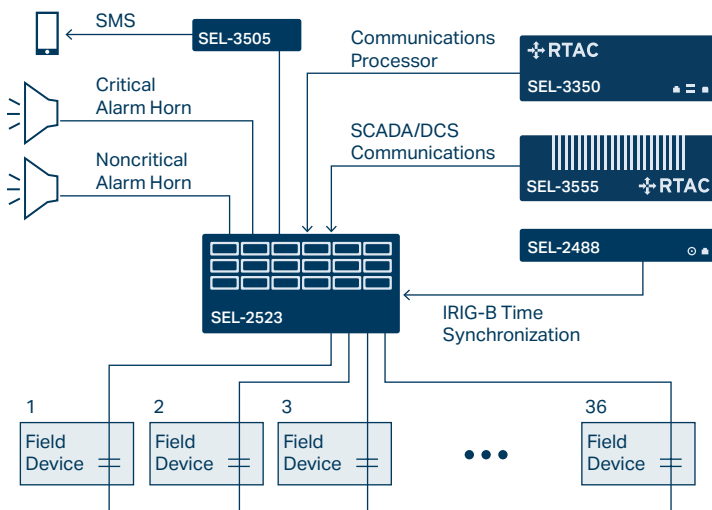 SMS
SEL-3505
Critical
Alarm Horn
Noncritical
Alarm Horn
Communications
Processor
RTAC
SEL-3350
SCADA/DCS
Communications
SEL-3555
RTAC
SEL-2488
SEL-2523
IRIG-B Time
Synchronization
1
Field
Device
2
Field
Device
3
Field
Device
36
Field
Device